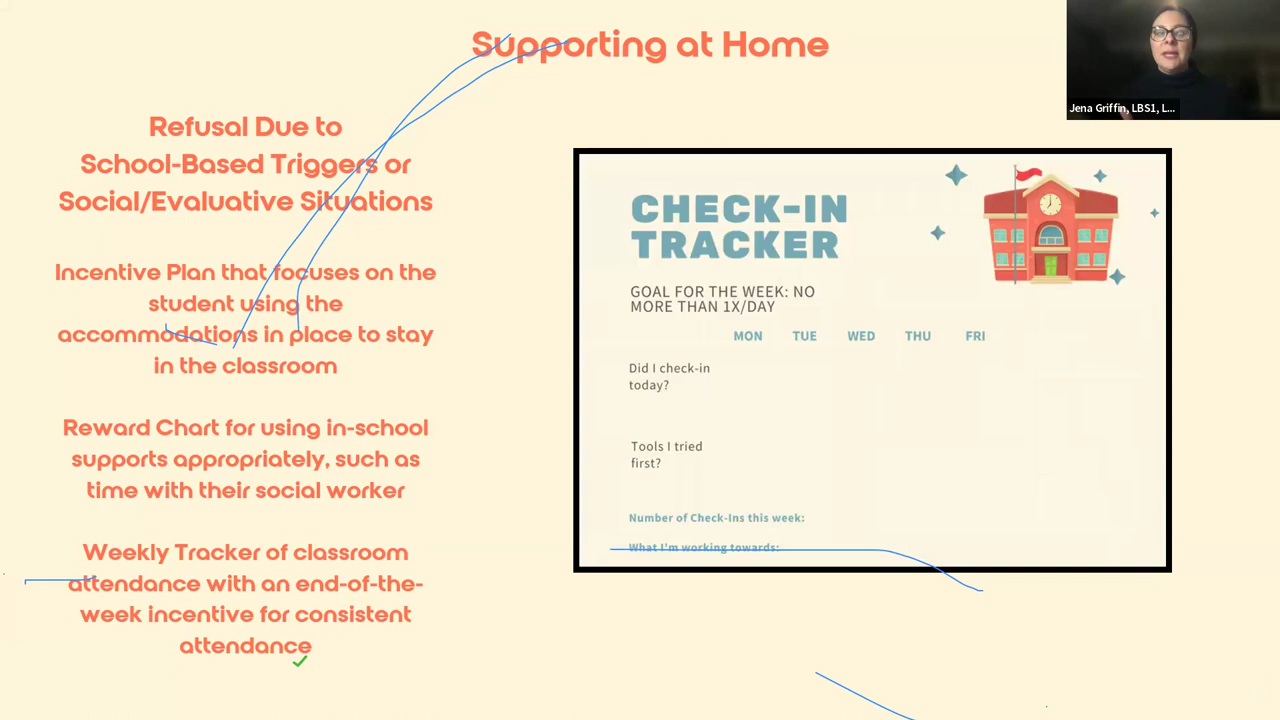 Supporting at Home
Jena Griffin, LBS1, L...
Refusal Due to
School-Based Triggers or
Social/Evaluative Situations
Incentive Plan that focuses on the
student using the
accommodations in place to stay
in the classroom
Reward Chart for using in-school
supports appropriately, such as
time with their social worker
Weekly Tracker of classroom
attendance with an end-of-the-
week incentive for consistent
attendance
CHECK-IN
TRACKER
GOAL FOR THE WEEK: NO
MORE THAN 1X/DAY
MON TUE WED THU FRI
Did I check-in
today?
Tools I tried
first?
Number of Check-Ins this week:
What I'm working towards: